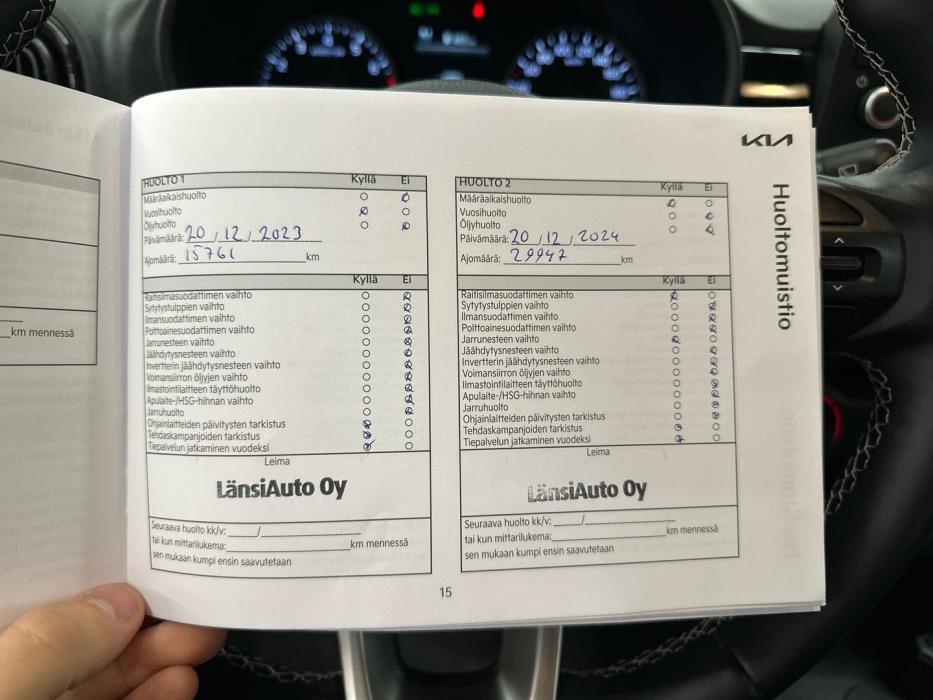 KIA
Huoltomuistio
km mennessä
HUOLTO 1 Kyllä Ei
Määräaikaishuolto
Vuosihuolto
Öljyhuolto
Päivämäärä: 20 / 12 / 2023
Ajomäärä: 15761 km
Kyllä Ei
Raitisilmasuodattimen vaihto
Sytytystulppien vaihto
Ilmansuodattimen vaihto
Polttoainesuodattimen vaihto
Jarrunesteen vaihto
Jäähdytysnesteen vaihto
Invertterin jäähdytysnesteen vaihto
Voimansiirron öljyjen vaihto
Ilmastointilaitteen täyttöhuolto
Apulaite-/HSG-hihnan vaihto
Jarruhuolto
Ohjainlaitteiden päivitysten tarkistus
Tehdaskampanjoiden tarkistus
Tiepalvelun jatkaminen vuodeksi
Leima
LänsiAuto Oy
Seuraava huolto kk/v: /
tai kun mittarilukema: km mennessä
sen mukaan kumpi ensin saavutetaan
HUOLTO 2 Kyllä Ei
Määräaikaishuolto
Vuosihuolto
Öljyhuolto
Päivämäärä: 20 / 12 / 2024
Ajomäärä: 29947 km
Kyllä Ei
Raitisilmasuodattimen vaihto
Sytytystulppien vaihto
Ilmansuodattimen vaihto
Polttoainesuodattimen vaihto
Jarrunesteen vaihto
Jäähdytysnesteen vaihto
Invertterin jäähdytysnesteen vaihto
Voimansiirron öljyjen vaihto
Ilmastointilaitteen täyttöhuolto
Apulaite-/HSG-hihnan vaihto
Jarruhuolto
Ohjainlaitteiden päivitysten tarkistus
Tehdaskampanjoiden tarkistus
Tiepalvelun jatkaminen vuodeksi
Leima
LänsiAuto Oy
Seuraava huolto kk/v: /
tai kun mittarilukema: km mennessä
sen mukaan kumpi ensin saavutetaan
15